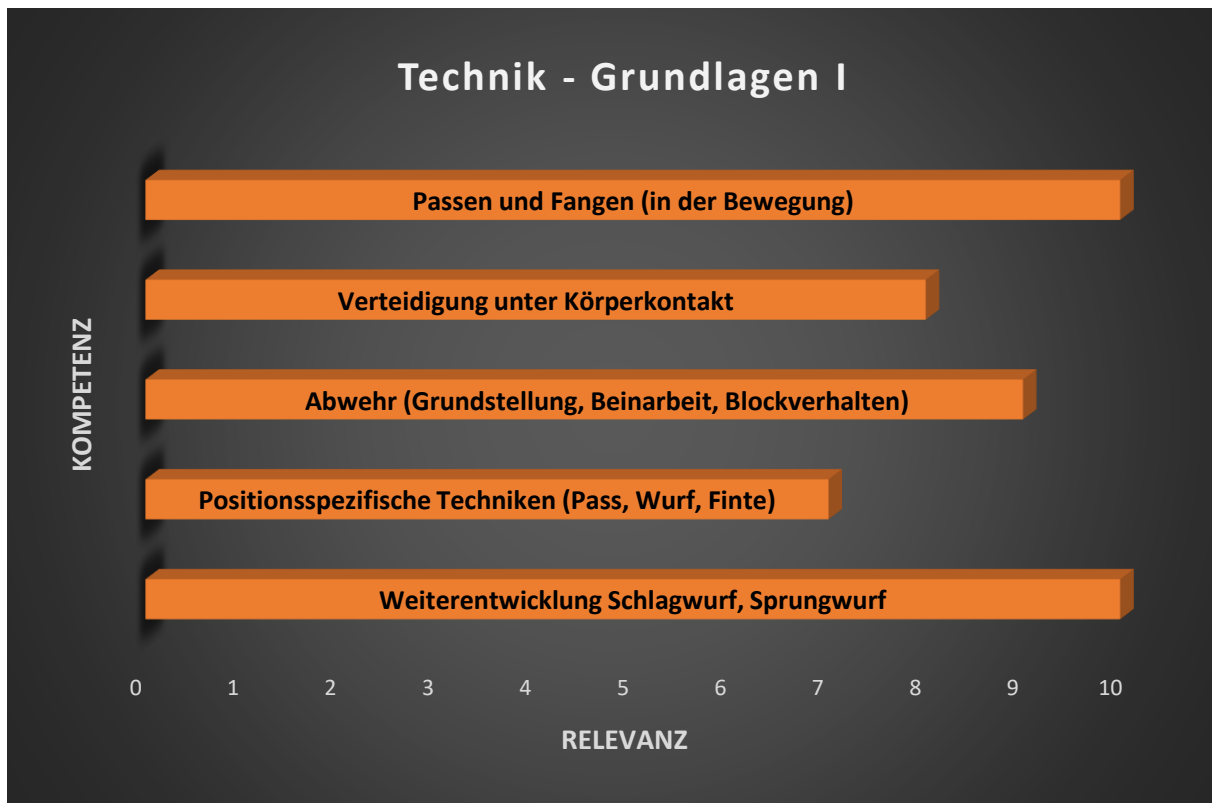 Technik - Grundlagen I
KOMPETENZ
Passen und Fangen (in der Bewegung)
Verteidigung unter Körperkontakt
Abwehr (Grundstellung, Beinarbeit, Blockverhalten)
Positionsspezifische Techniken (Pass, Wurf, Finte)
Weiterentwicklung Schlagwurf, Sprungwurf
0 1 2 3 4 5 6 7 8 9 10
RELEVANZ